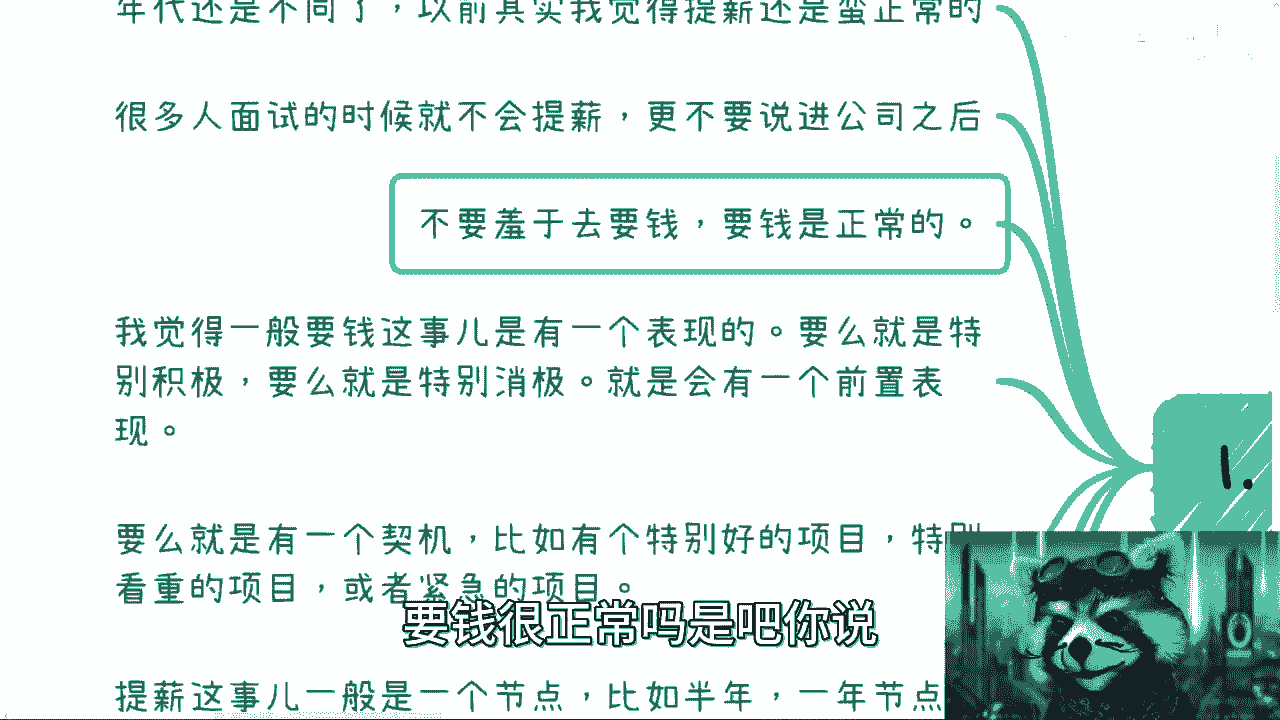 年代还是不同了，以前其实我觉得提薪还是蛮正常的
很多人面试的时候就不会提薪，更不要说进公司之后
不要羞于去要钱，要钱是正常的。
我觉得一般要钱这事儿是有一个表现的。要么就是特
别积极，要么就是特别消极。就是会有一个前置表
现。
要么就是有一个契机，比如有个特别好的项目，特别
看重的项目，或者紧急的项目。
要钱很正常吗是吧你说
提薪这事儿一般是一个节点，比如半年，一年节点
1.